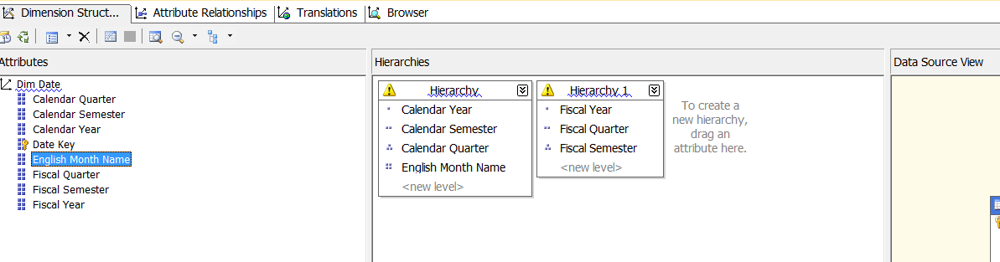 Dimension Struct... Attribute Relationships Translations Browser
Attributes
Dim Date
Calendar Quarter
Calendar Semester
Calendar Year
Date Key
English Month Name
Fiscal Quarter
Fiscal Semester
Fiscal Year
Hierarchies
Hierarchy
Calendar Year
Calendar Semester
Calendar Quarter
English Month Name
<new level>
Hierarchy 1
Fiscal Year
Fiscal Quarter
Fiscal Semester
<new level>
To create a
new hierarchy,
drag an
attribute here.
Data Source View